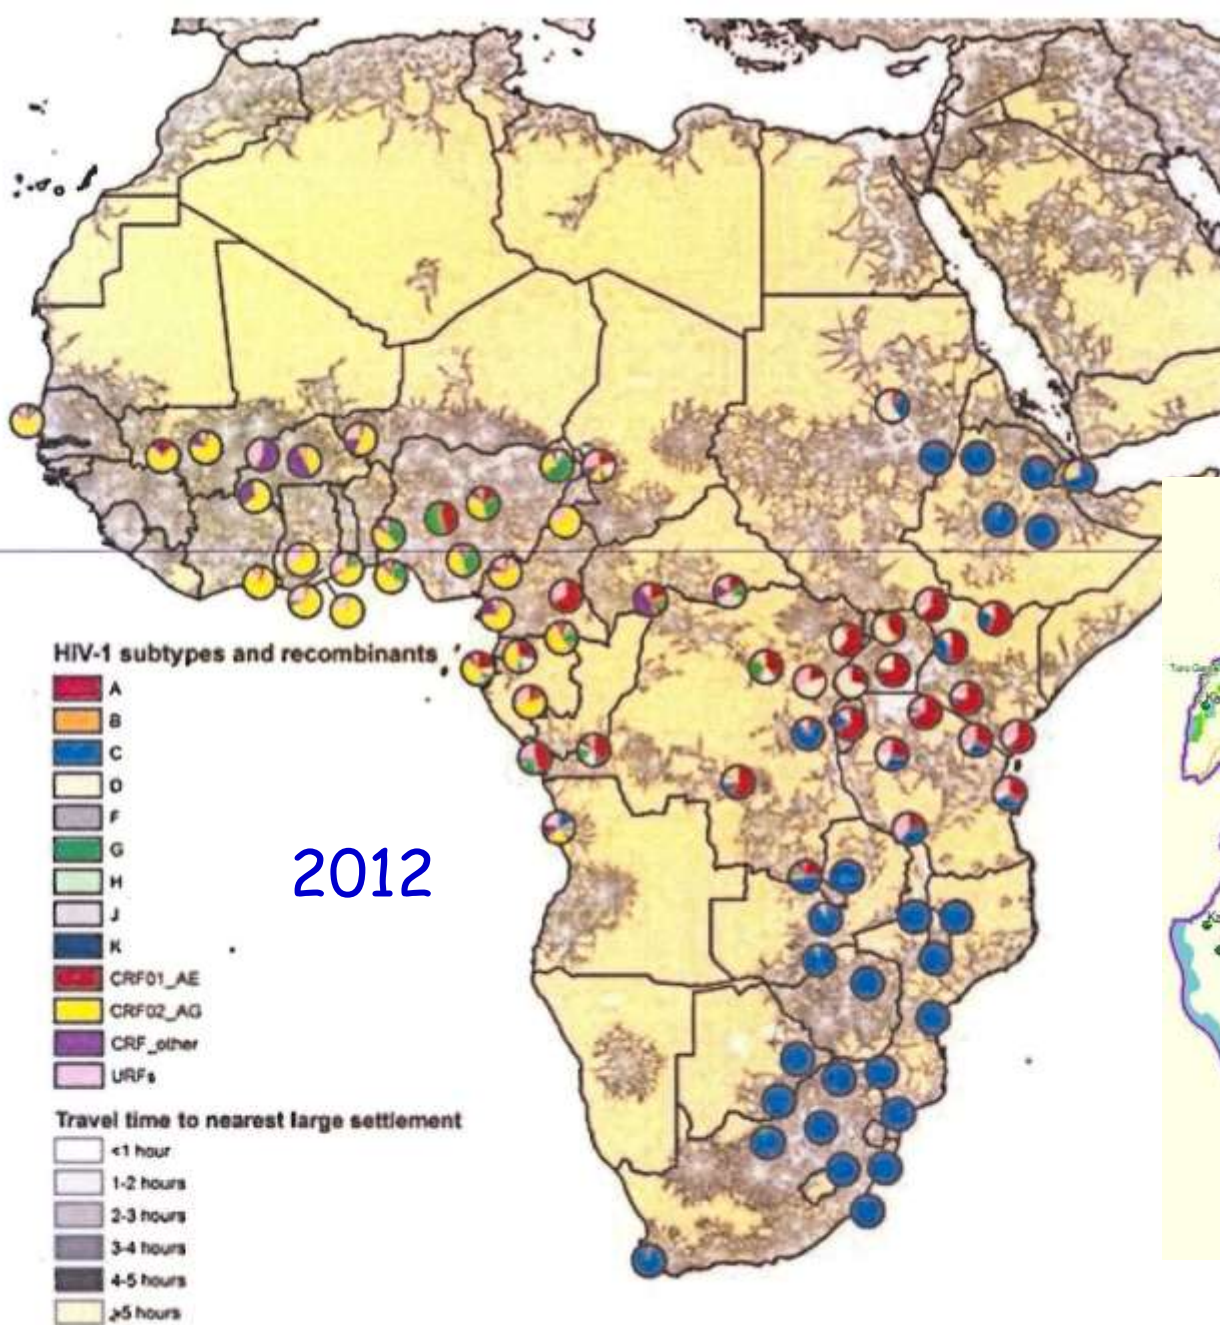 HIV-1 subtypes and recombinants
A
B
C
D
F
G
H
J
K
CRF01_AE
CRF02_AG
CRF_other
URFs
2012
Travel time to nearest large settlement
<1 hour
1-2 hours
2-3 hours
3-4 hours
4-5 hours
≥5 hours